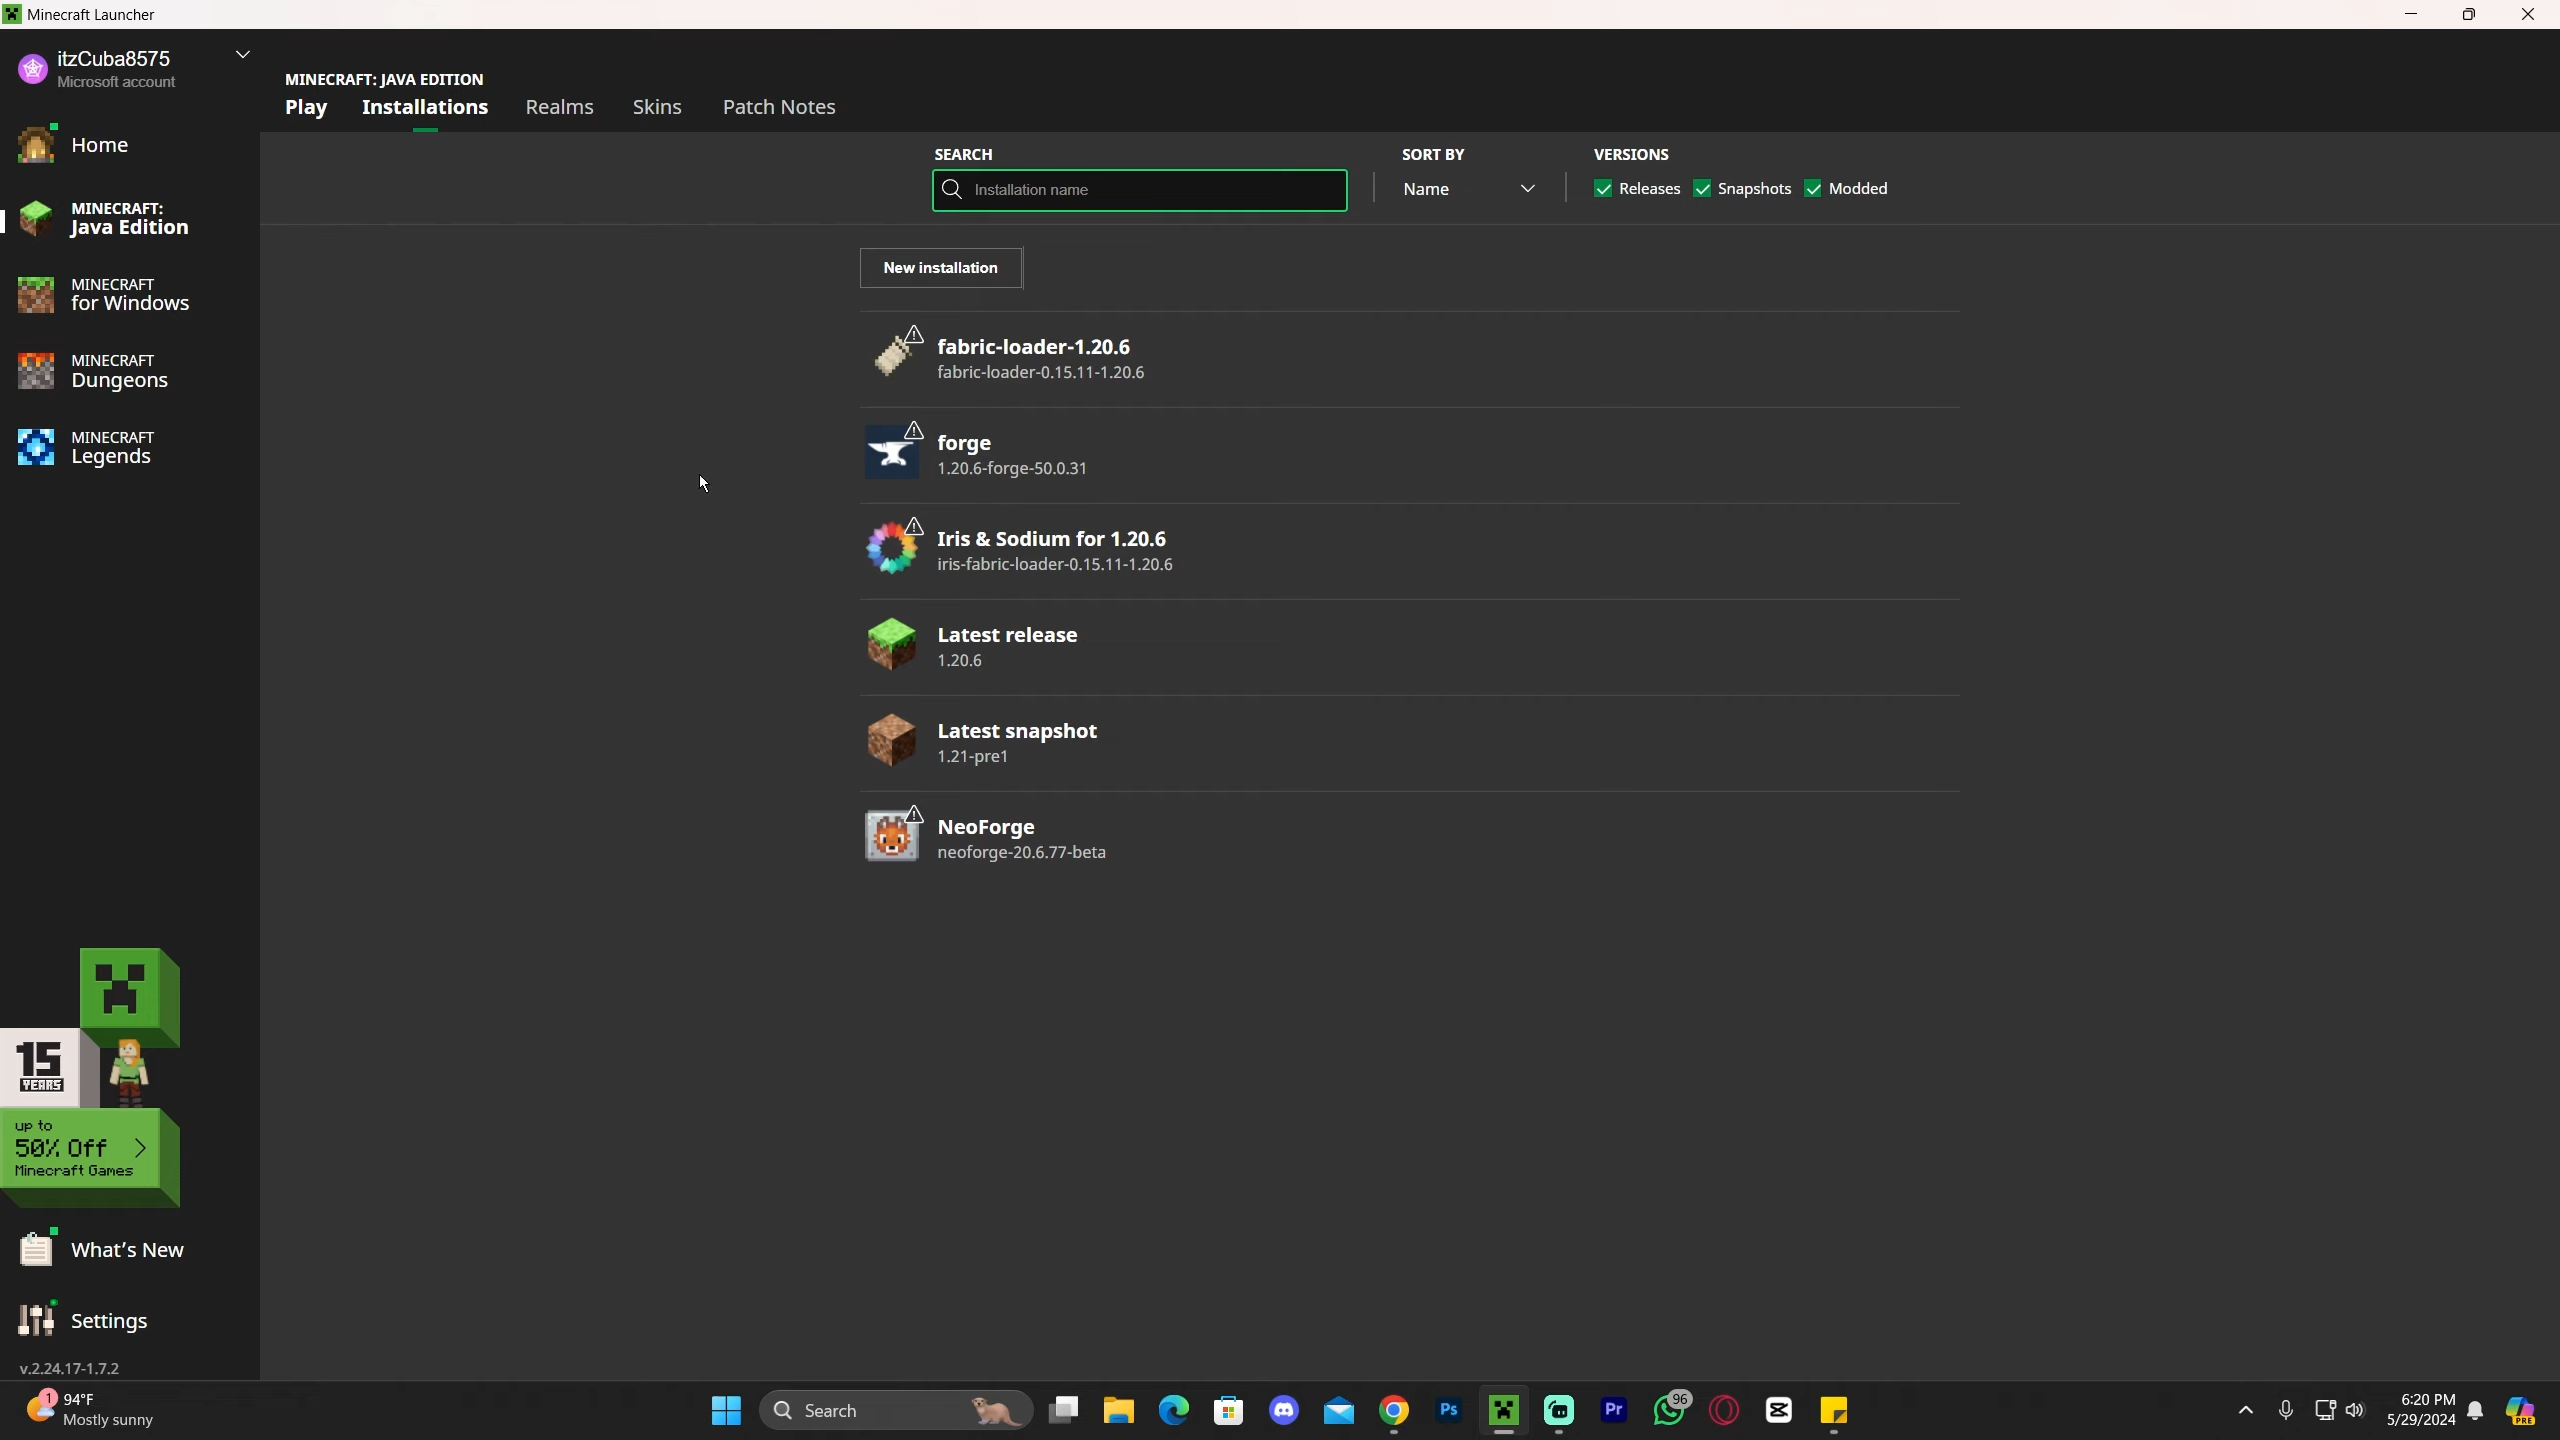 Minecraft Launcher
itzCuba8575
Microsoft account
MINECRAFT: JAVA EDITION
Play Installations Realms Skins Patch Notes
Home
MINECRAFT:
Java Edition
MINECRAFT
for Windows
MINECRAFT
Dungeons
MINECRAFT
Legends
SEARCH
Installation name
SORT BY
Name
VERSIONS
Releases Snapshots Modded
New installation
fabric-loader-1.20.6
fabric-loader-0.15.11-1.20.6
forge
1.20.6-forge-50.0.31
Iris & Sodium for 1.20.6
iris-fabric-loader-0.15.11-1.20.6
Latest release
1.20.6
Latest snapshot
1.21-pre1
NeoForge
neoforge-20.6.77-beta
15
YEARS
up to
50% Off
Minecraft Games
What's New
Settings
v.2.24.17-1.7.2
1
94°F
Mostly sunny
Search
Ps
Pr
96
6:20 PM
5/29/2024
PRE